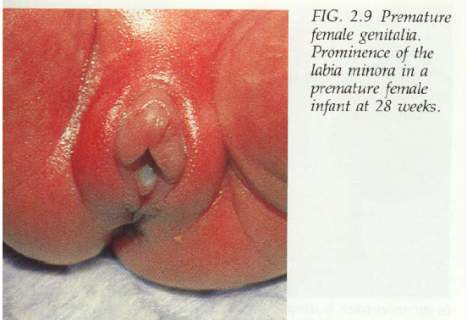 FIG. 2.9 Premature
female genitalia.
Prominence of the
labia minora in a
premature female
infant at 28 weeks.